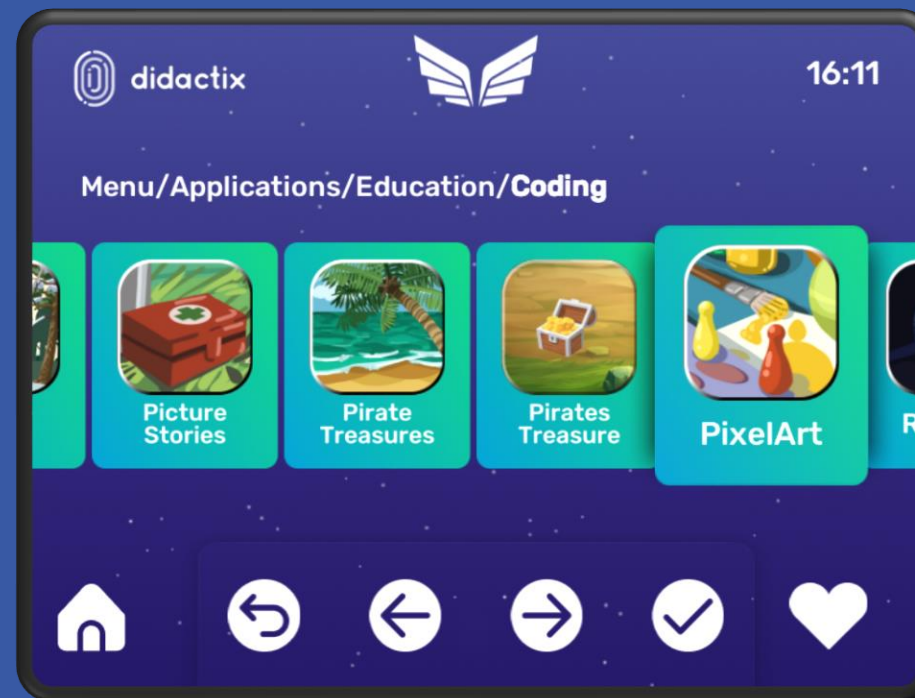 didactix
16:11
Menu/Applications/Education/Coding
Picture
Stories
Pirate
Treasures
Pirates
Treasure
PixelArt
R